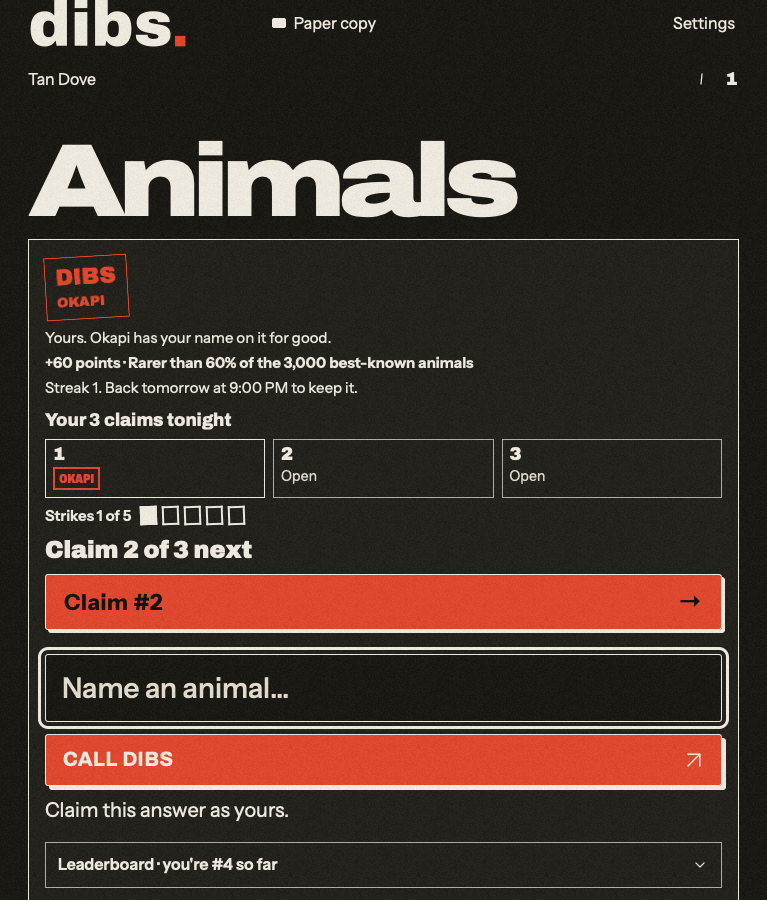 dibs.
Paper copy
Settings
Tan Dove
/ 1
Animals
DIBS
OKAPI
Yours. Okapi has your name on it for good.
+60 points · Rarer than 60% of the 3,000 best-known animals
Streak 1. Back tomorrow at 9:00 PM to keep it.
Your 3 claims tonight
1
OKAPI
2
Open
3
Open
Strikes 1 of 5
Claim 2 of 3 next
Claim #2 →
Name an animal...
CALL DIBS
Claim this answer as yours.
Leaderboard · you're #4 so far